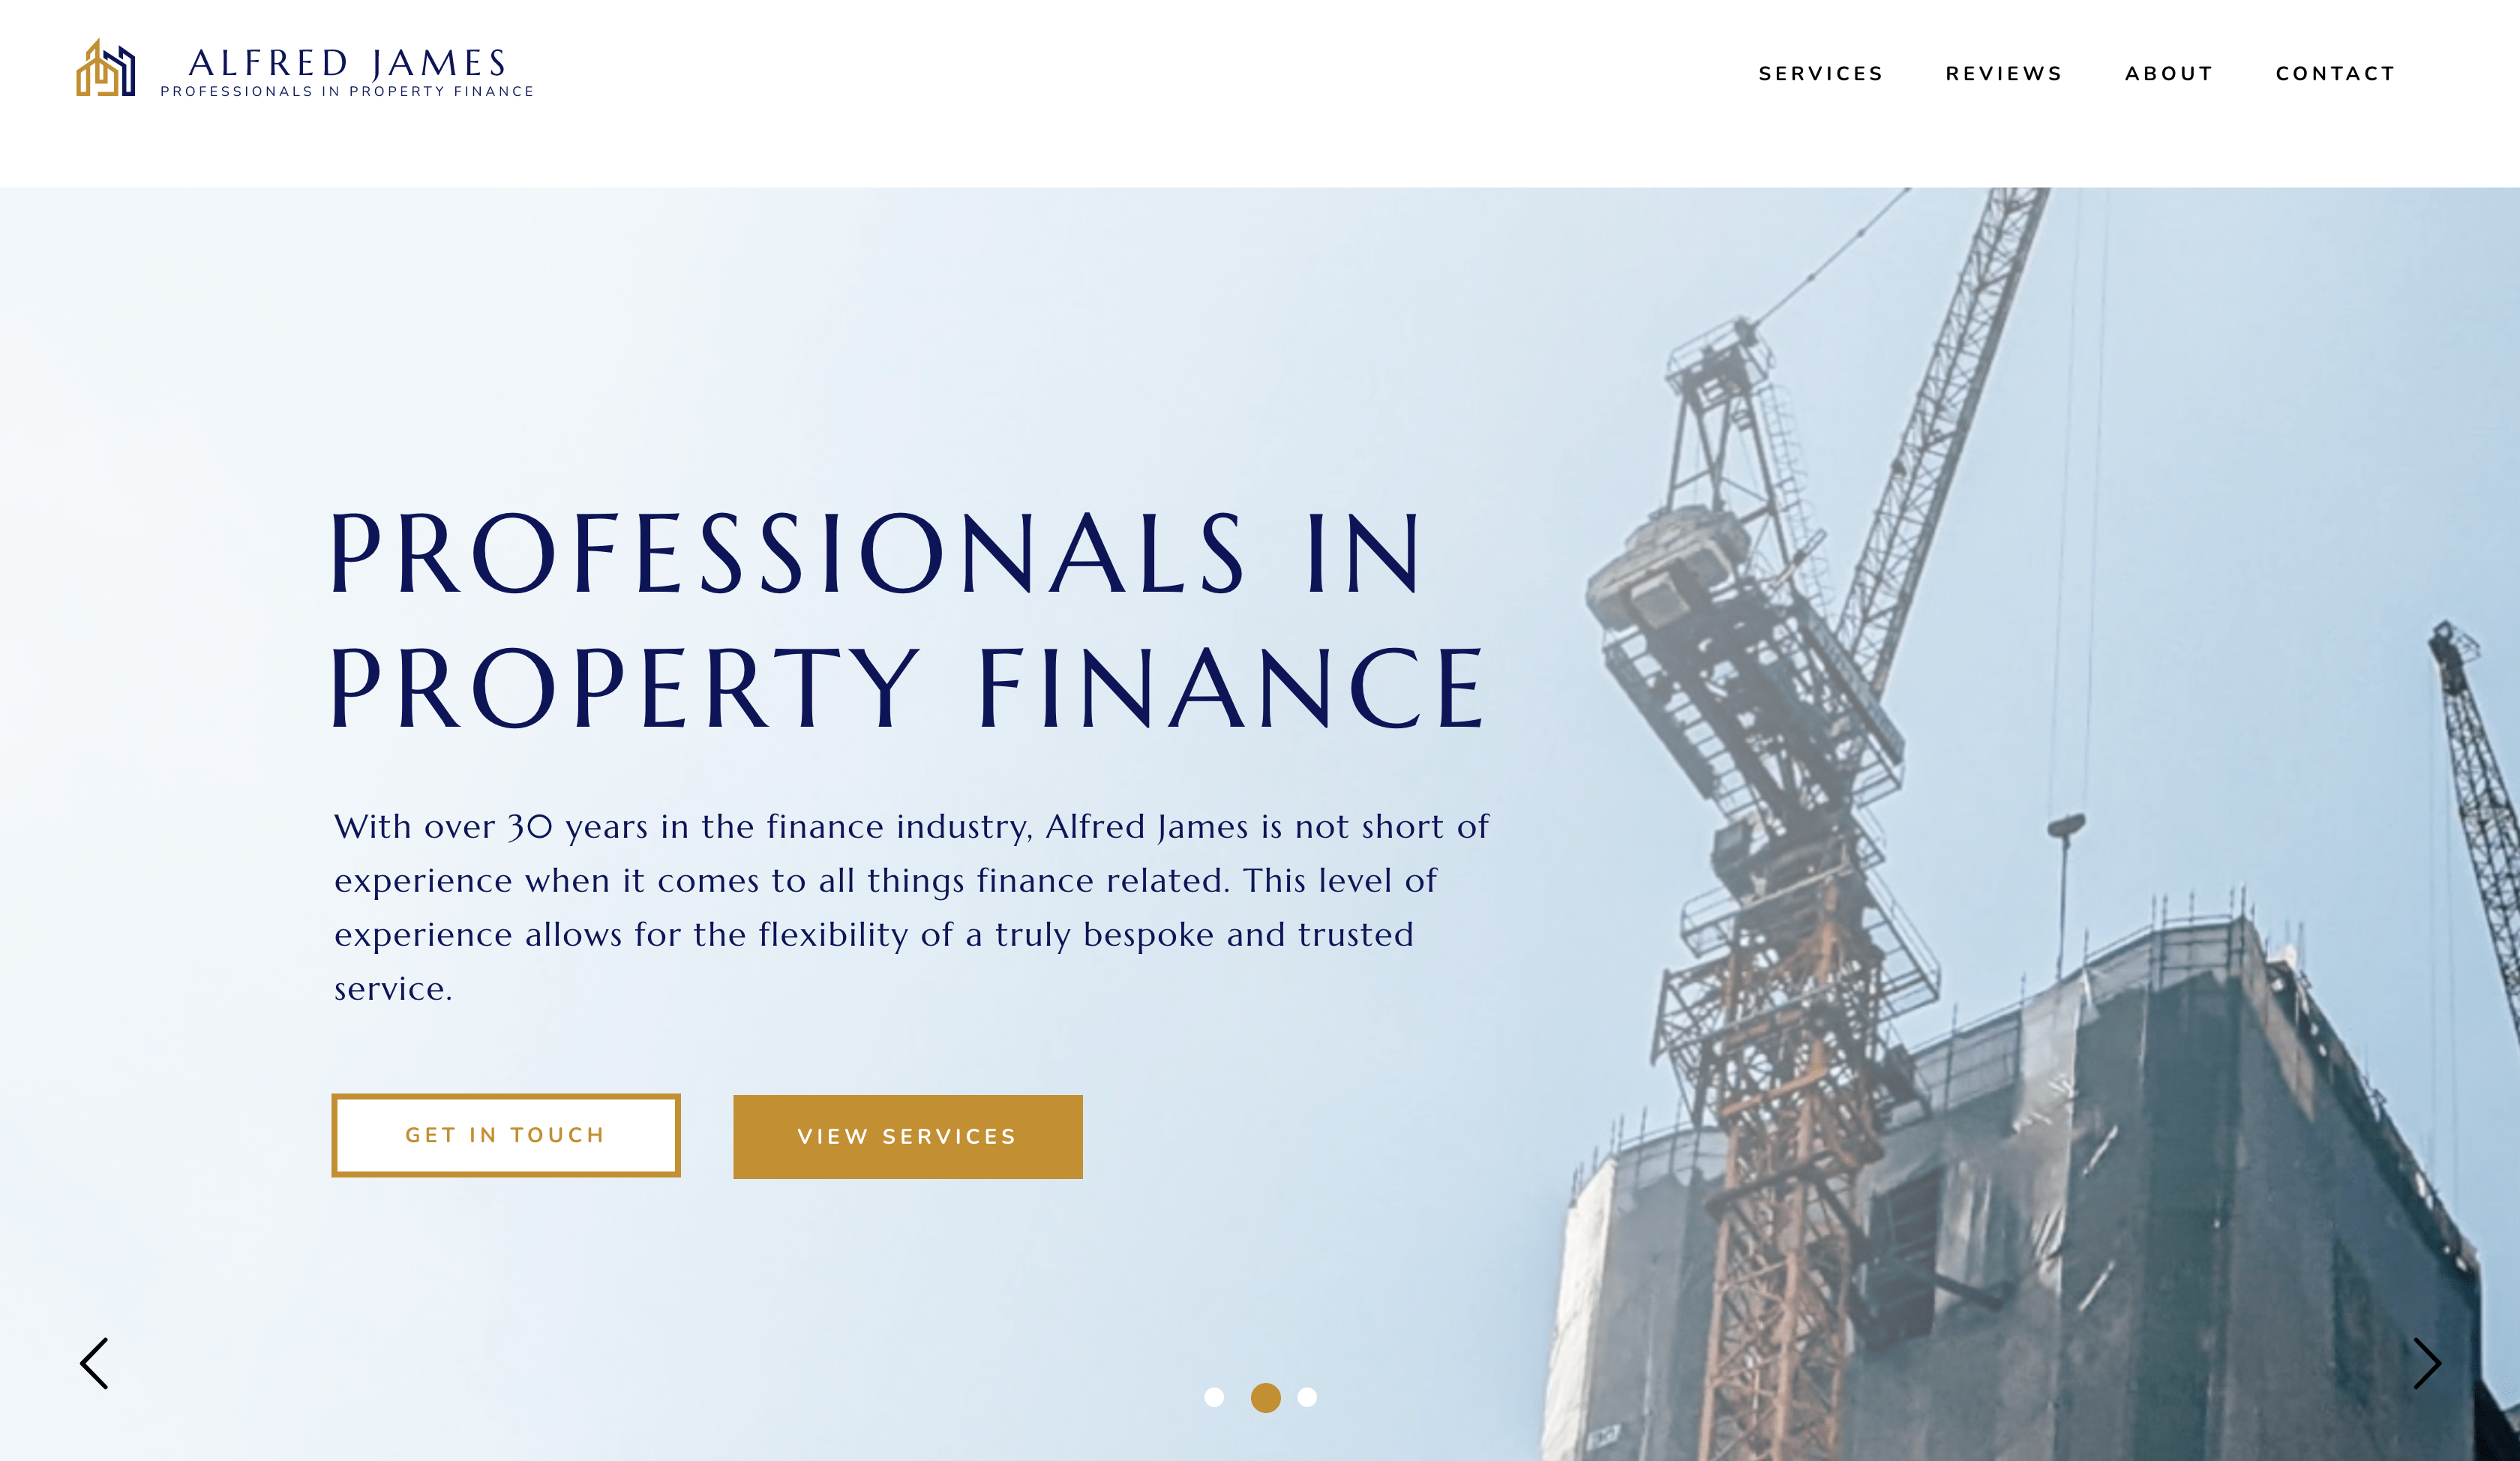 ALFRED JAMES
PROFESSIONALS IN PROPERTY FINANCE
SERVICES REVIEWS ABOUT CONTACT
PROFESSIONALS IN
PROPERTY FINANCE
With over 30 years in the finance industry, Alfred James is not short of
experience when it comes to all things finance related. This level of
experience allows for the flexibility of a truly bespoke and trusted
service.
GET IN TOUCH
VIEW SERVICES